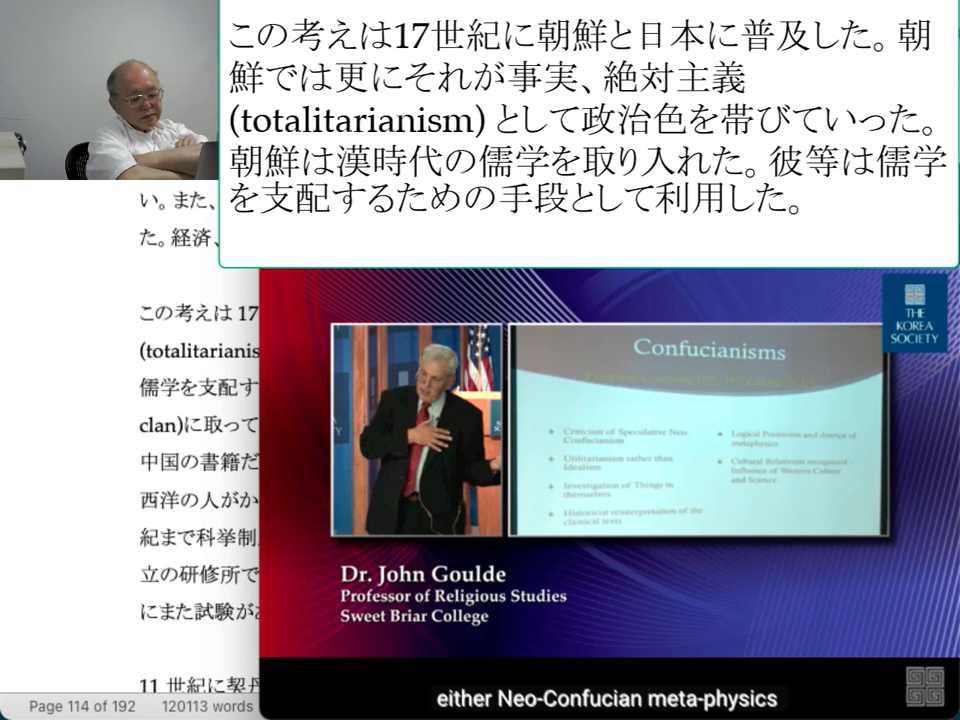 この考えは17世紀に朝鮮と日本に普及した。朝
鮮では更にそれが事実、絶対主義
(totalitarianism) として政治色を帯びていった。
朝鮮は漢時代の儒学を取り入れた。彼等は儒学
を支配するための手段として利用した。
い。また、
た。経済、
この考えは 17
(totalitarianis
儒学を支配す
clan)に取って
中国の書籍だ
西洋の人がか
紀まで科挙制
立の研修所で
にまた試験が
11 世紀に契丹
Page 114 of 192 120113 words
THE
KOREA
SOCIETY
Confucianisms
Criticism of Speculative Neo-
Confucianism
Utilitarianism rather than
Idealism
Investigation of Things in
themselves
Historicist reinterpretation of the
classical texts
Logical Positivism and distrust of
metaphysics
Cultural Relativism recognized -
Influence of Western Culture
and Science
Dr. John Goulde
Professor of Religious Studies
Sweet Briar College
either Neo-Confucian meta-physics